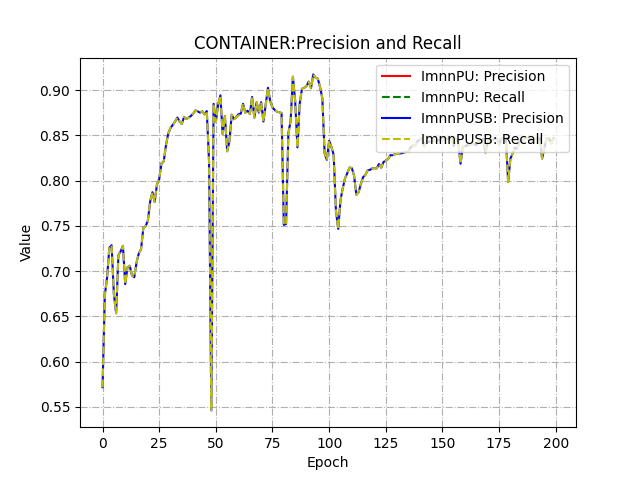 CONTAINER:Precision and Recall
ImnnPU: Precision
ImnnPU: Recall
ImnnPUSB: Precision
ImnnPUSB: Recall
Value
0.90
0.85
0.80
0.75
0.70
0.65
0.60
0.55
0 25 50 75 100 125 150 175 200
Epoch